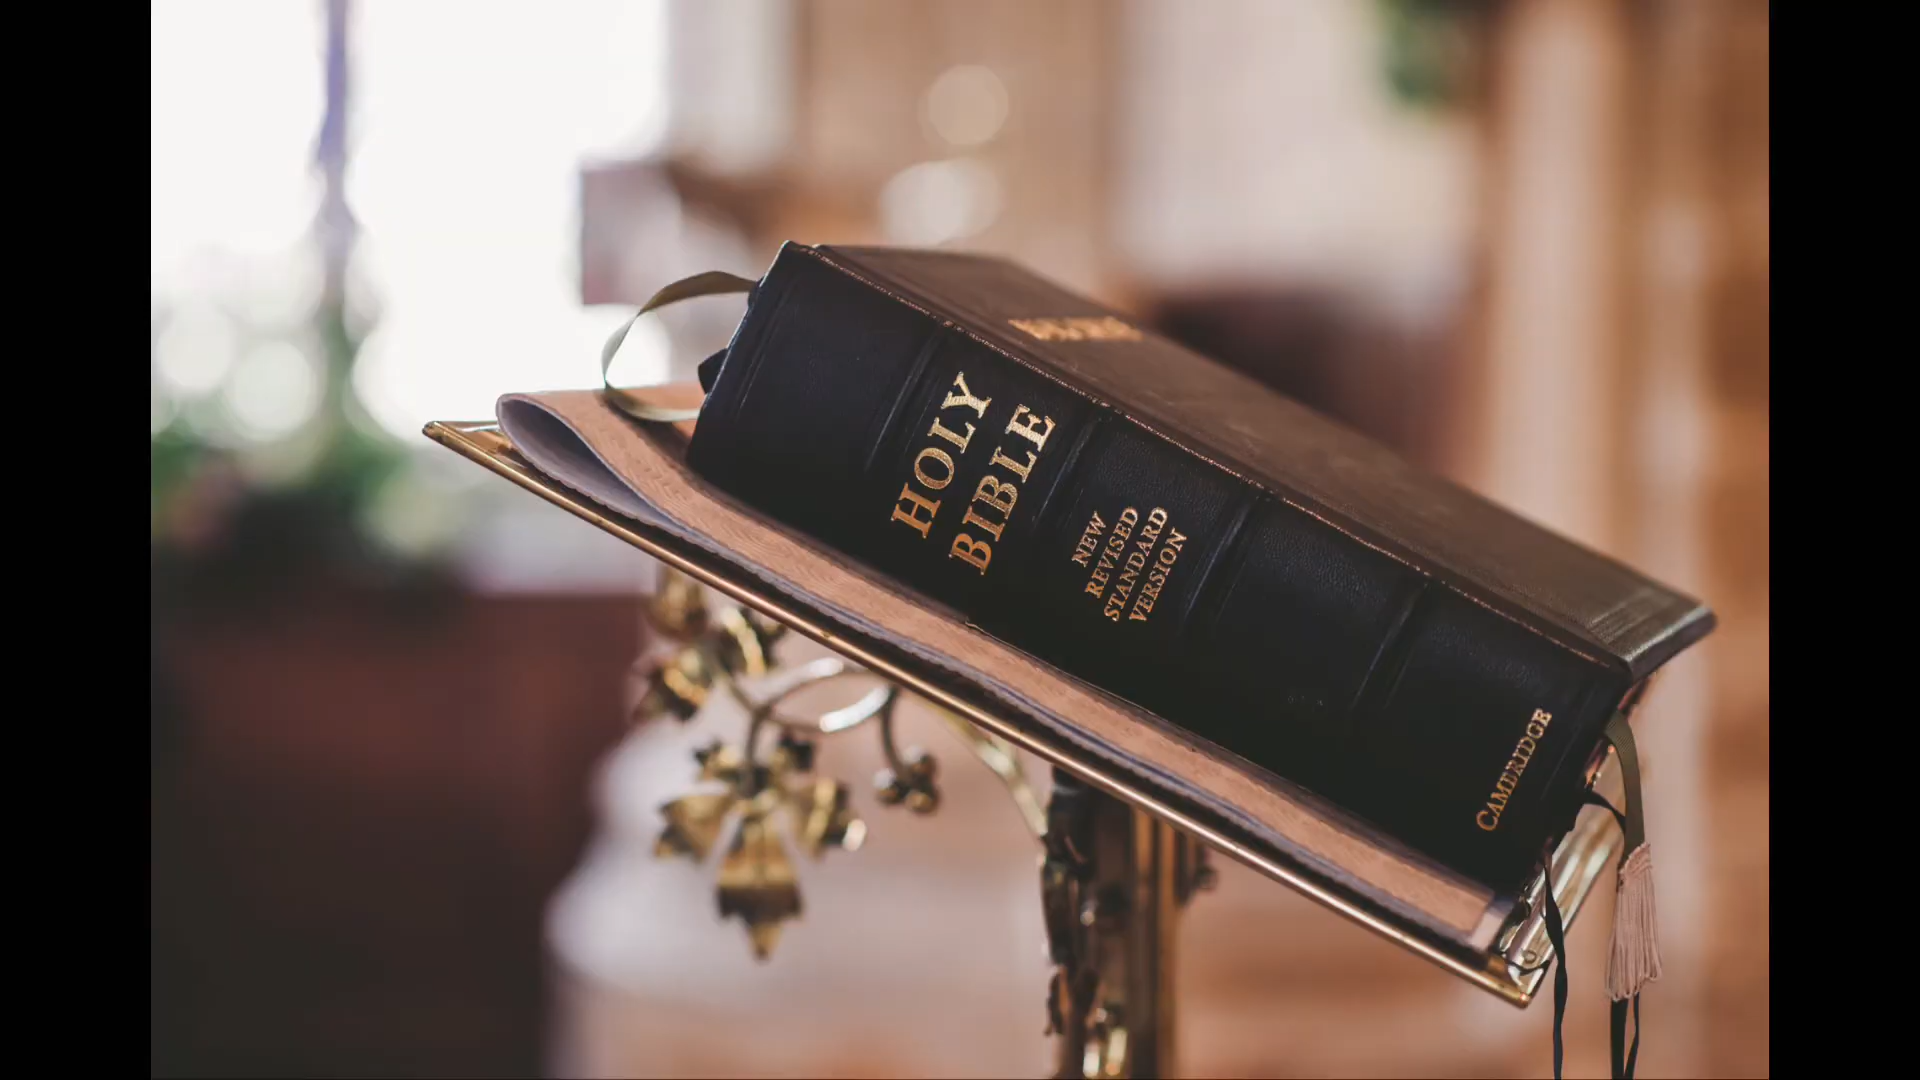 HOLY
BIBLE
NEW
REVISED
STANDARD
VERSION
CAMBRIDGE